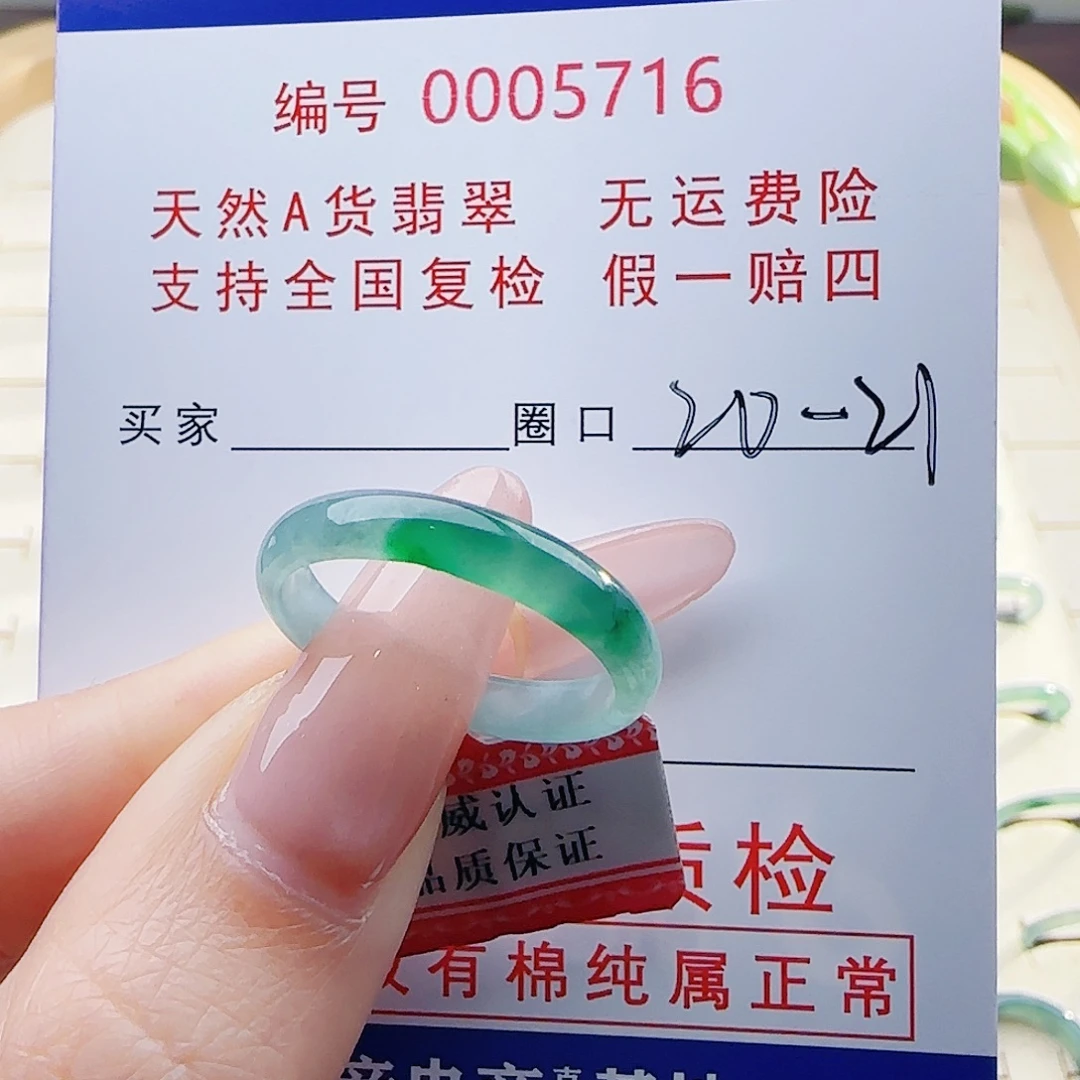 编号 0005716
天然A货翡翠 无运费险
支持全国复检 假一赔四
买家 圈口 20-21
威认证
品质保证
质检
有棉纯属正常